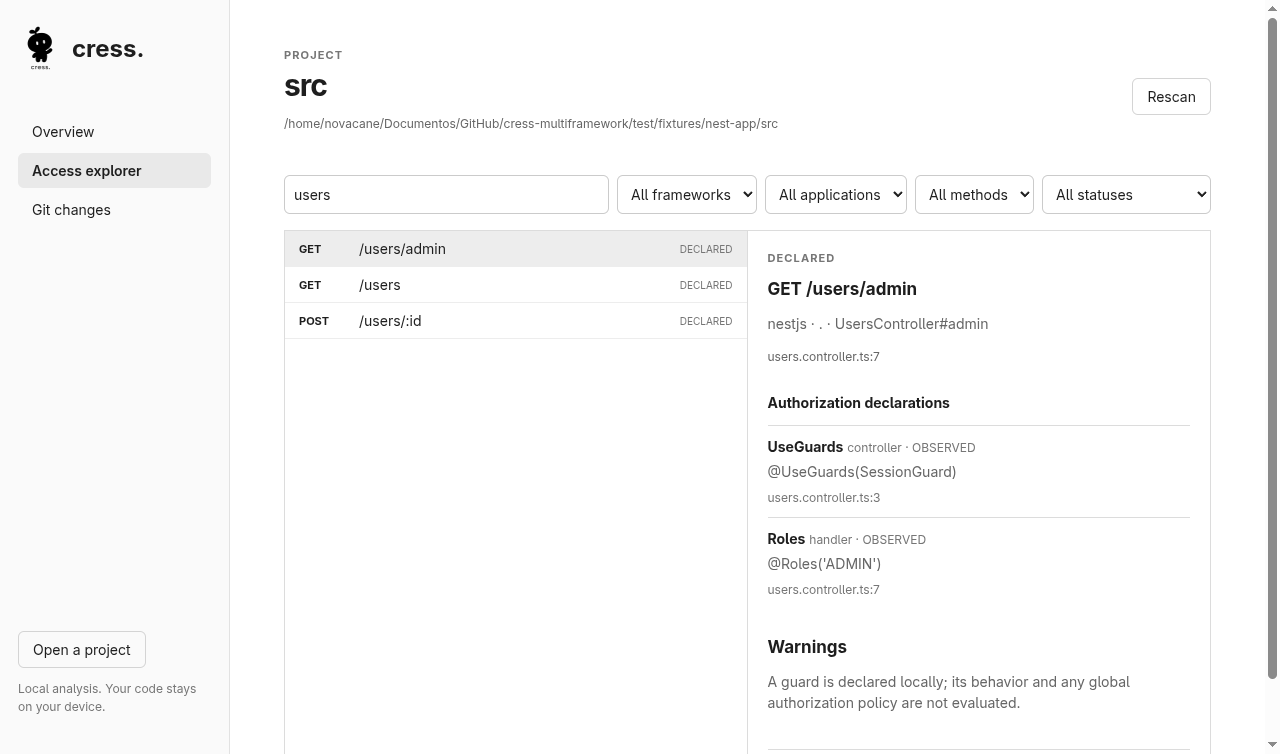 cress.
cress.
Overview
Access explorer
Git changes
Open a project
Local analysis. Your code stays
on your device.
PROJECT
src
/home/novacane/Documentos/GitHub/cress-multiframework/test/fixtures/nest-app/src
Rescan
users
All frameworks
All applications
All methods
All statuses
GET /users/admin DECLARED
GET /users DECLARED
POST /users/:id DECLARED
DECLARED
GET /users/admin
nestjs · . · UsersController#admin
users.controller.ts:7
Authorization declarations
UseGuards controller · OBSERVED
@UseGuards(SessionGuard)
users.controller.ts:3
Roles handler · OBSERVED
@Roles('ADMIN')
users.controller.ts:7
Warnings
A guard is declared locally; its behavior and any global
authorization policy are not evaluated.